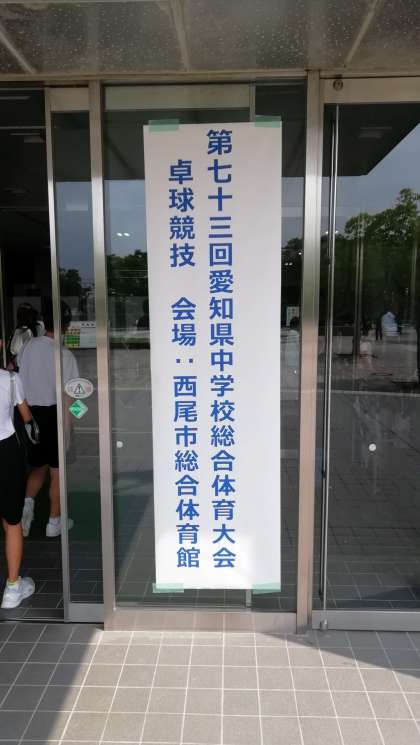 第七十三回愛知県中学校総合体育大会
卓球競技　会場：西尾市総合体育館